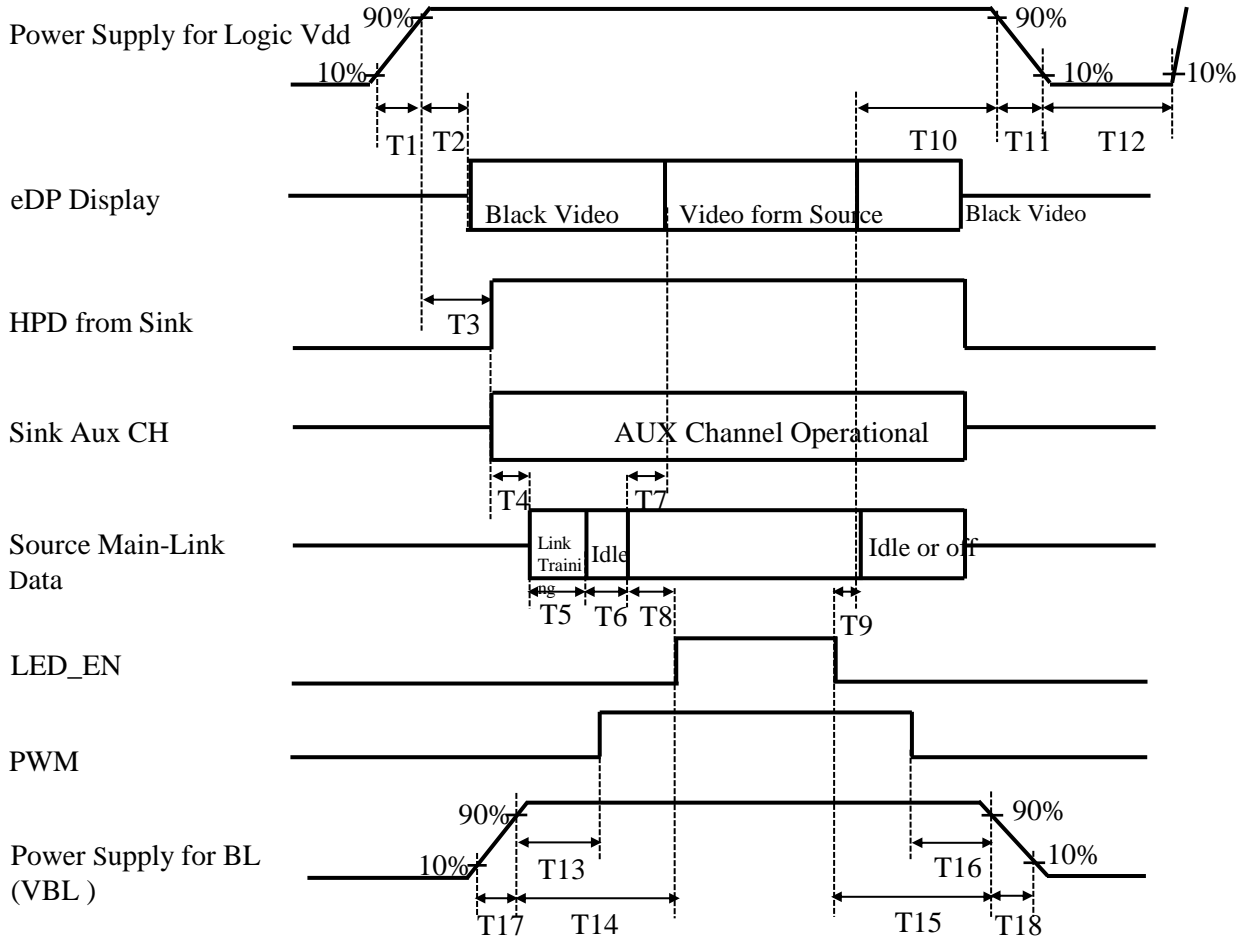 90%
90%
Power Supply for Logic Vdd
10%
10%
10%
T1
T2
T10
T11
T12
eDP Display
Black Video
Video form Source
Black Video
HPD from Sink
T3
Sink Aux CH
AUX Channel Operational
T4
T7
Source Main-Link
Data
Link
Traini
ng
Idle
Idle or off
T5
T6
T8
T9
LED_EN
PWM
90%
90%
Power Supply for BL
(VBL )
10%
10%
T13
T16
T17
T14
T15
T18